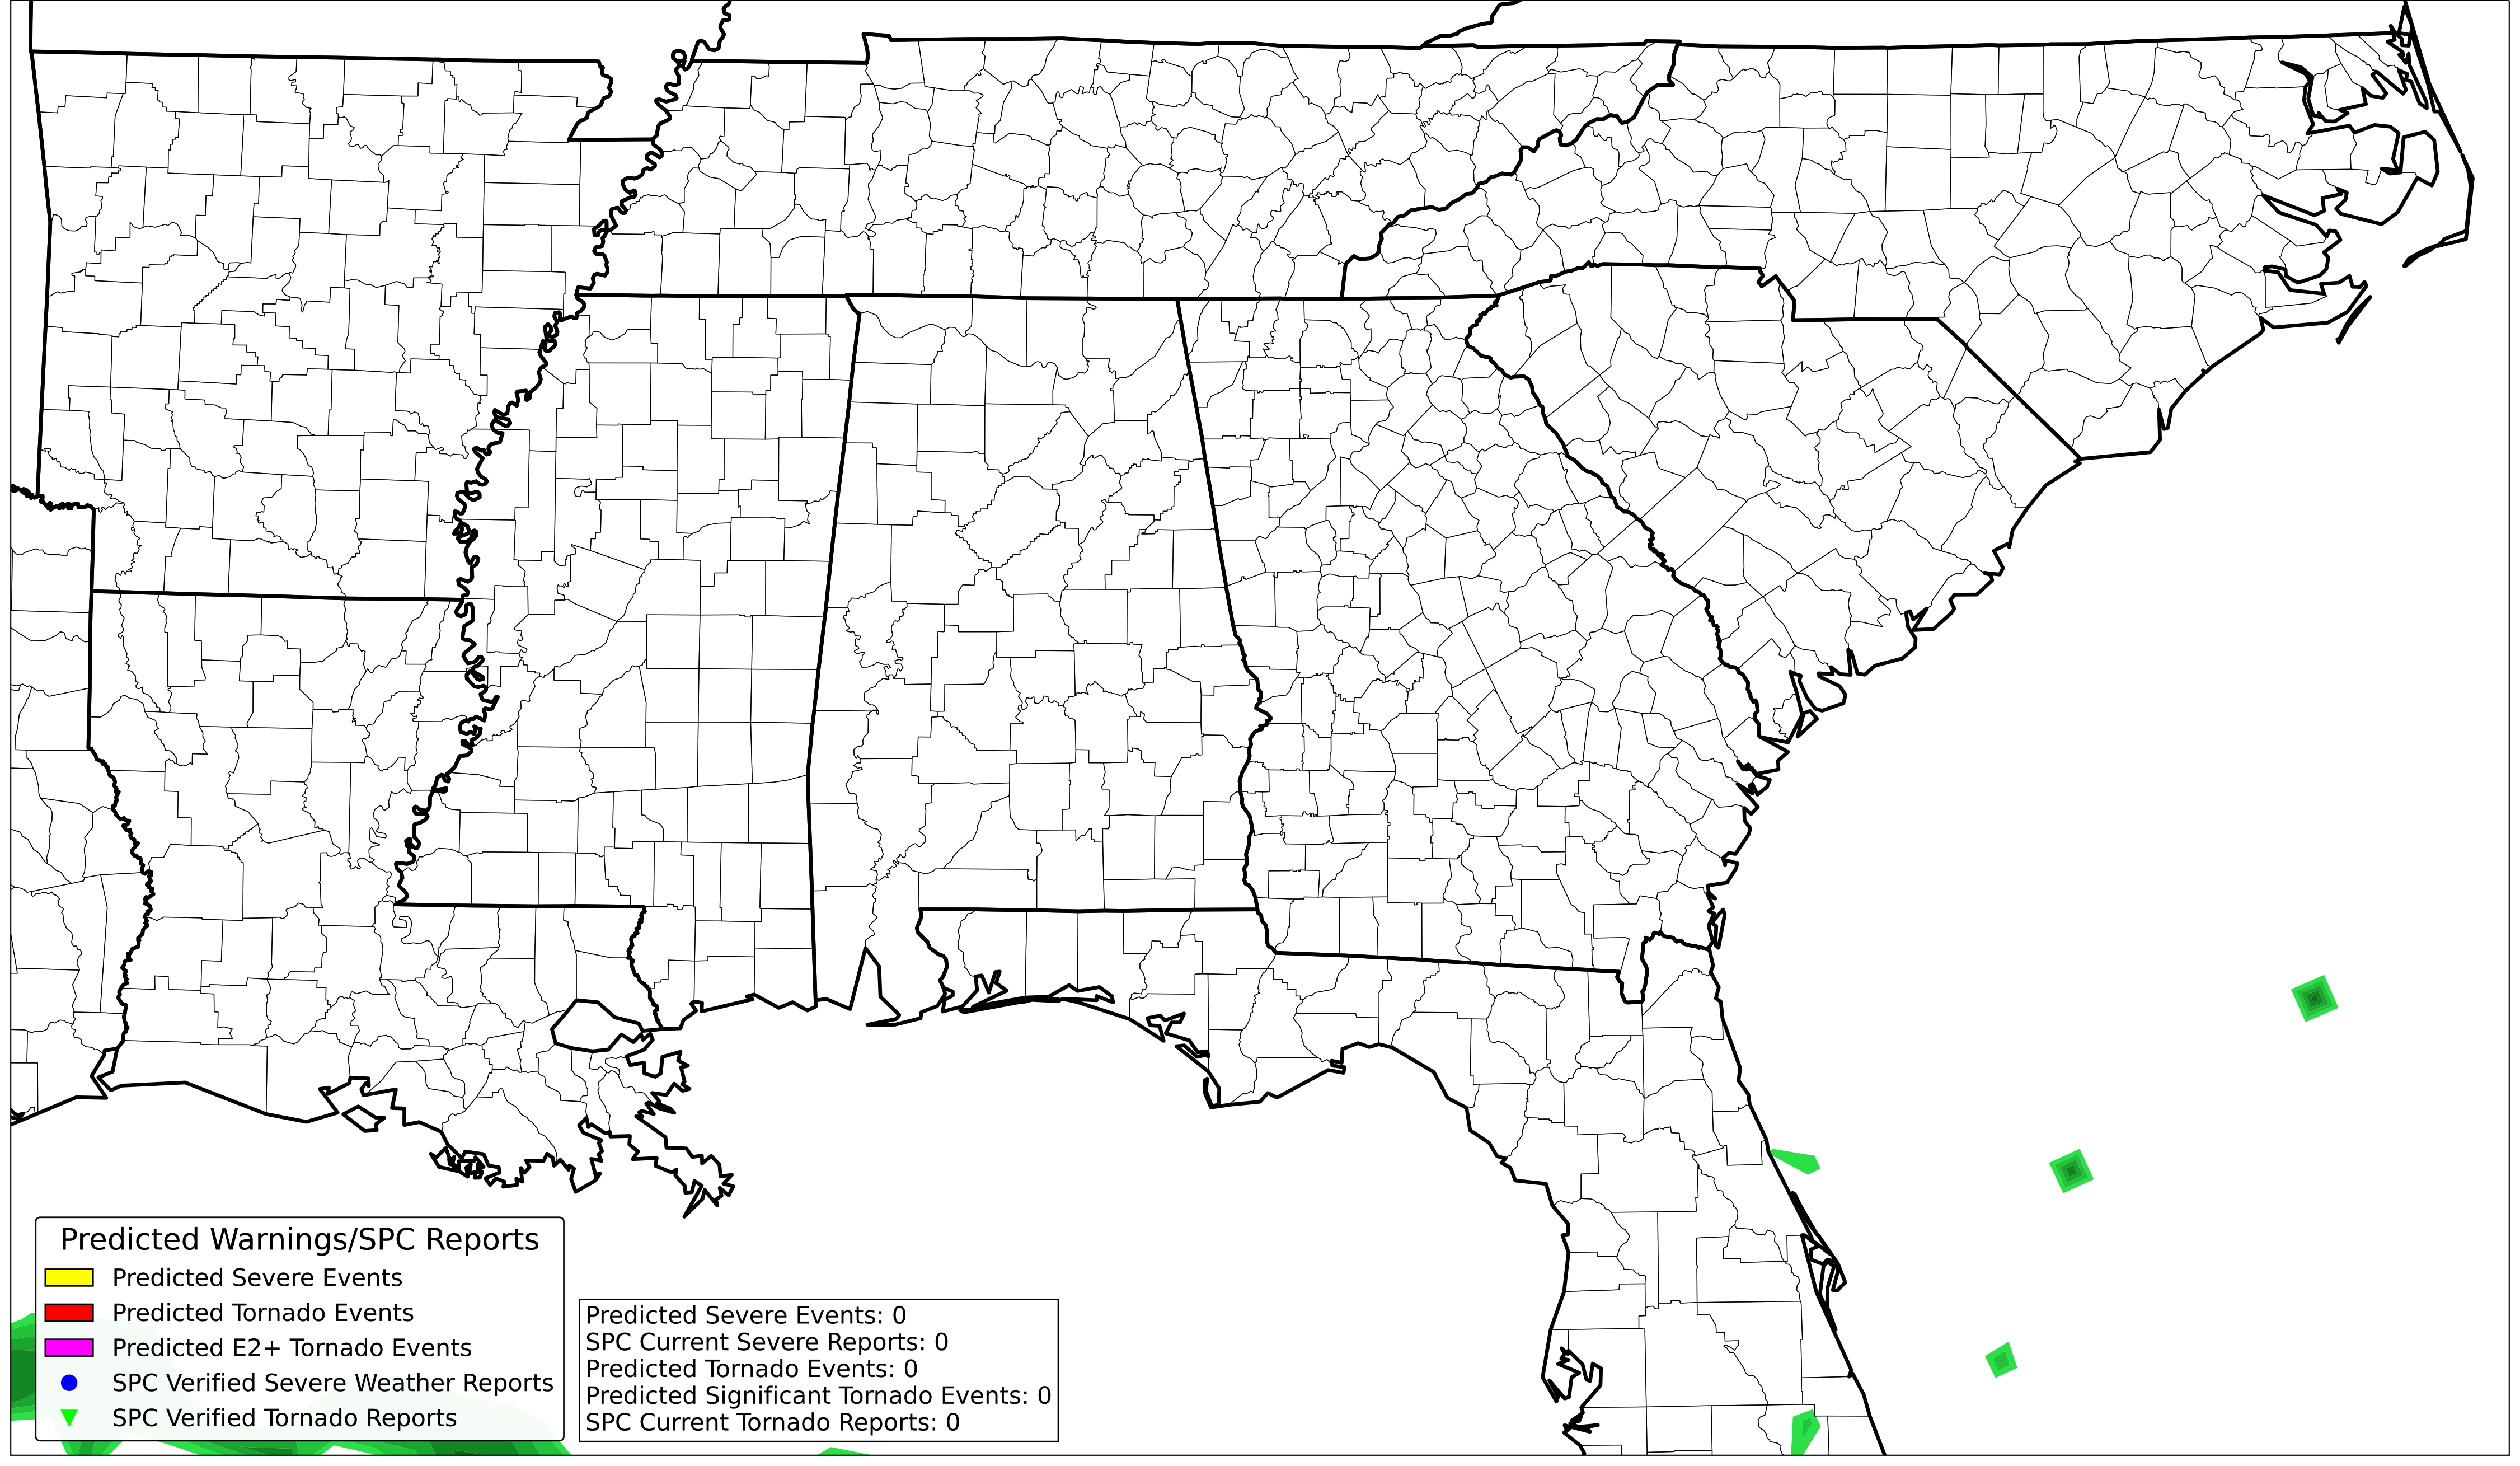 Predicted Warnings/SPC Reports
Predicted Severe Events
Predicted Tornado Events
Predicted E2+ Tornado Events
SPC Verified Severe Weather Reports
SPC Verified Tornado Reports
Predicted Severe Events: 0
SPC Current Severe Reports: 0
Predicted Tornado Events: 0
Predicted Significant Tornado Events: 0
SPC Current Tornado Reports: 0